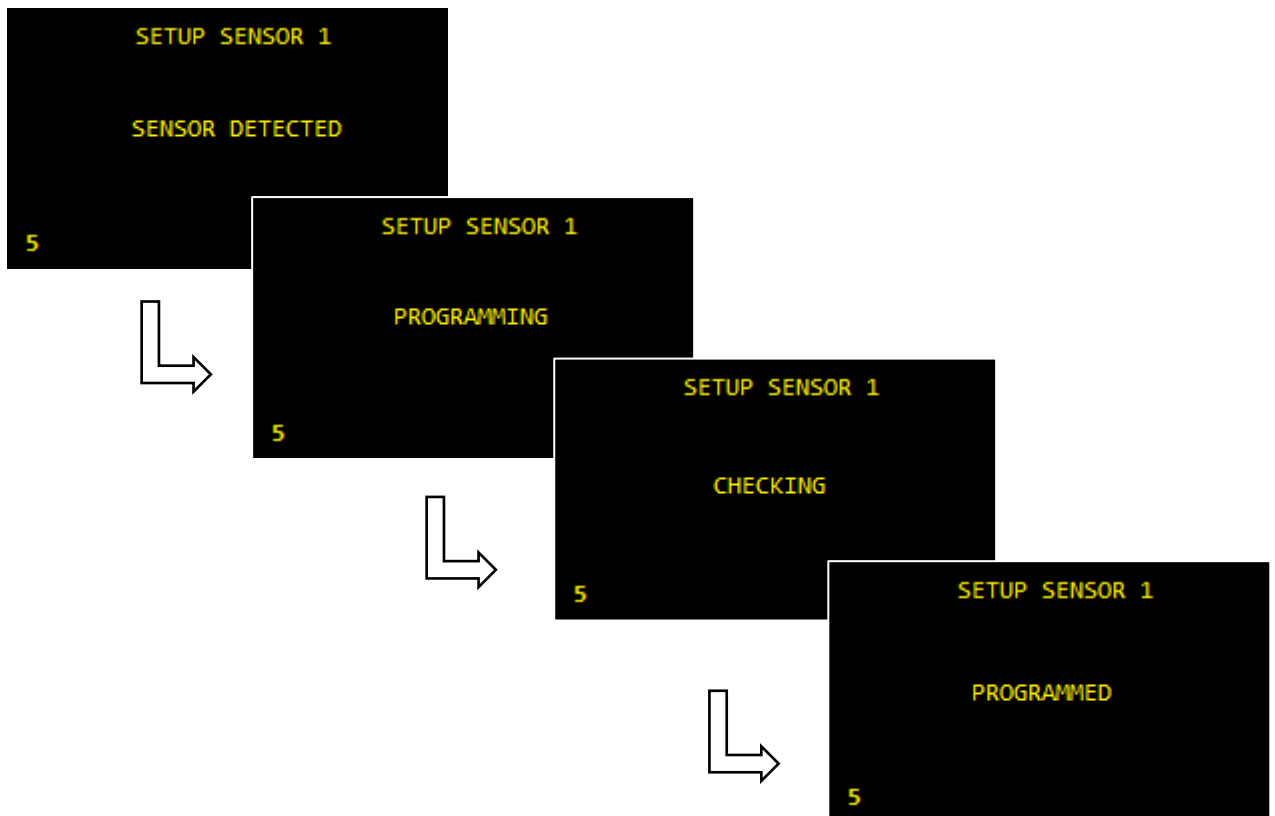 SETUP SENSOR 1
SENSOR DETECTED
5
SETUP SENSOR 1
PROGRAMMING
5
SETUP SENSOR 1
CHECKING
5
SETUP SENSOR 1
PROGRAMMED
5